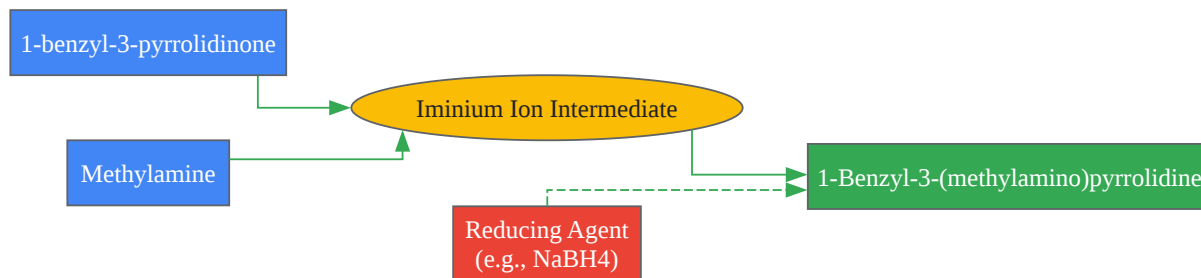 1-benzyl-3-pyrrolidinone
Iminium Ion Intermediate
Methylamine
1-Benzyl-3-(methylamino)pyrrolidine
Reducing Agent
(e.g., NaBH4)